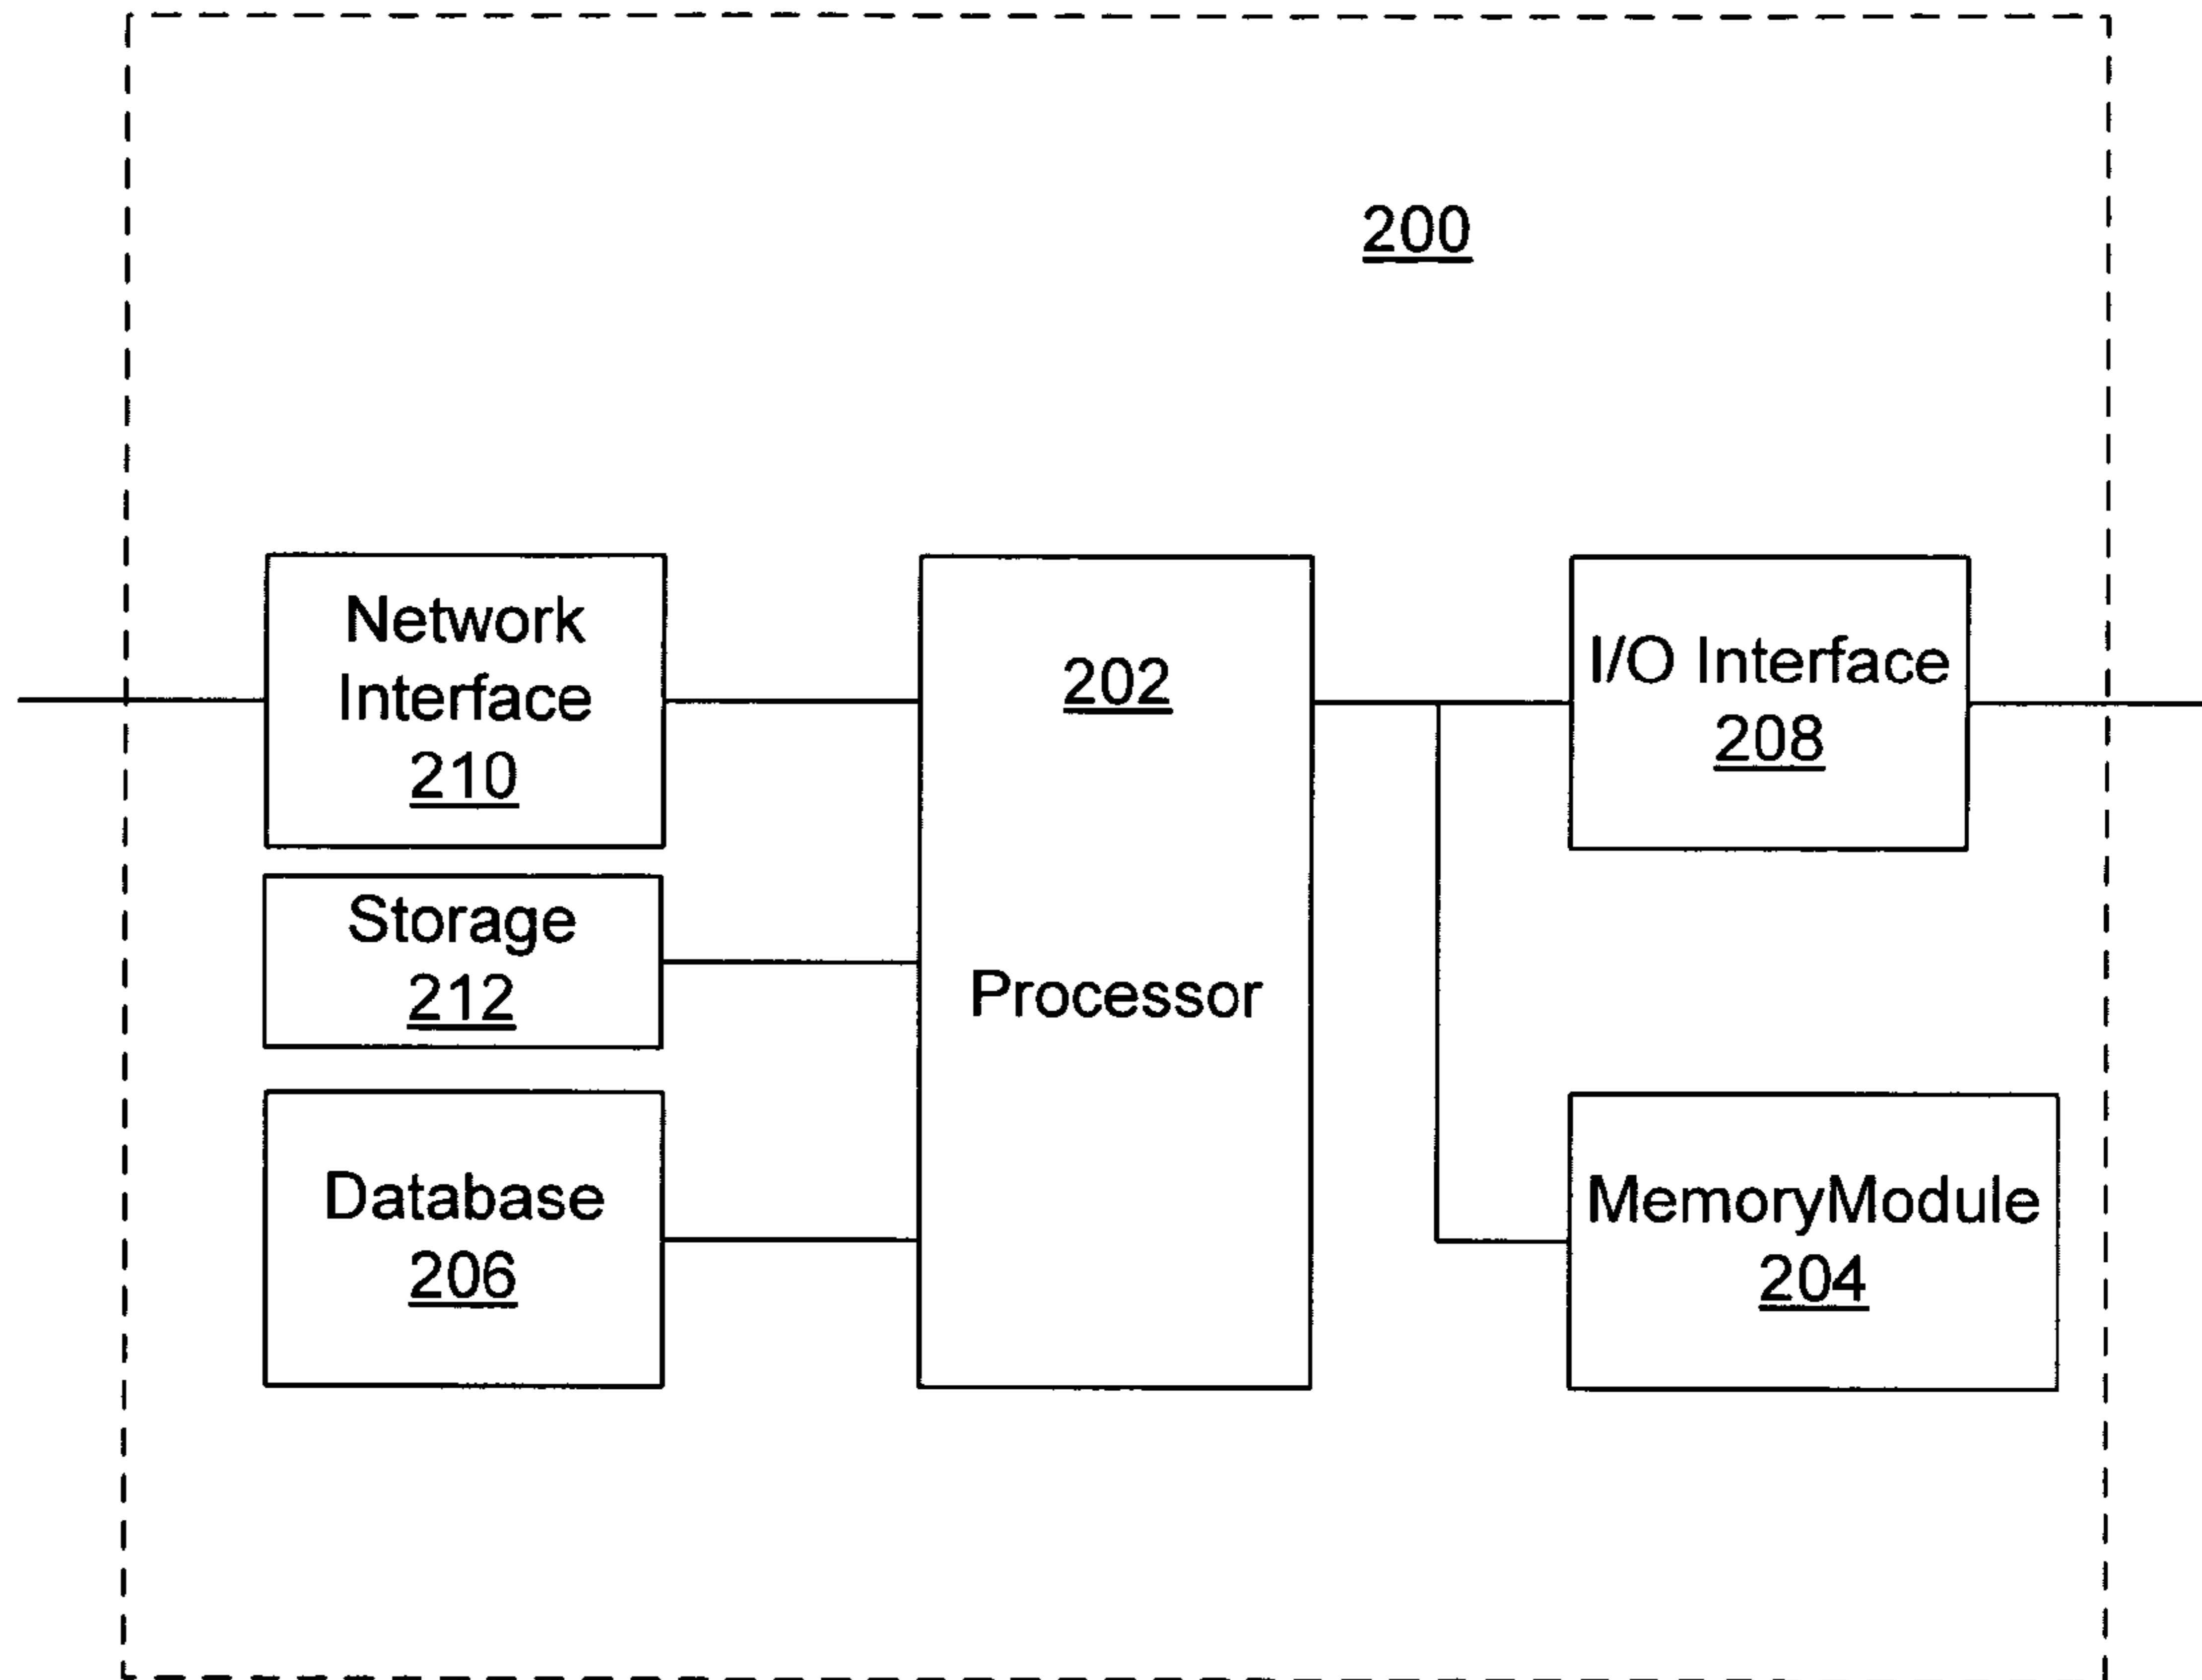 200
Network
Interface
210
202
Processor
I/O Interface
208
Storage
212
Database
206
MemoryModule
204